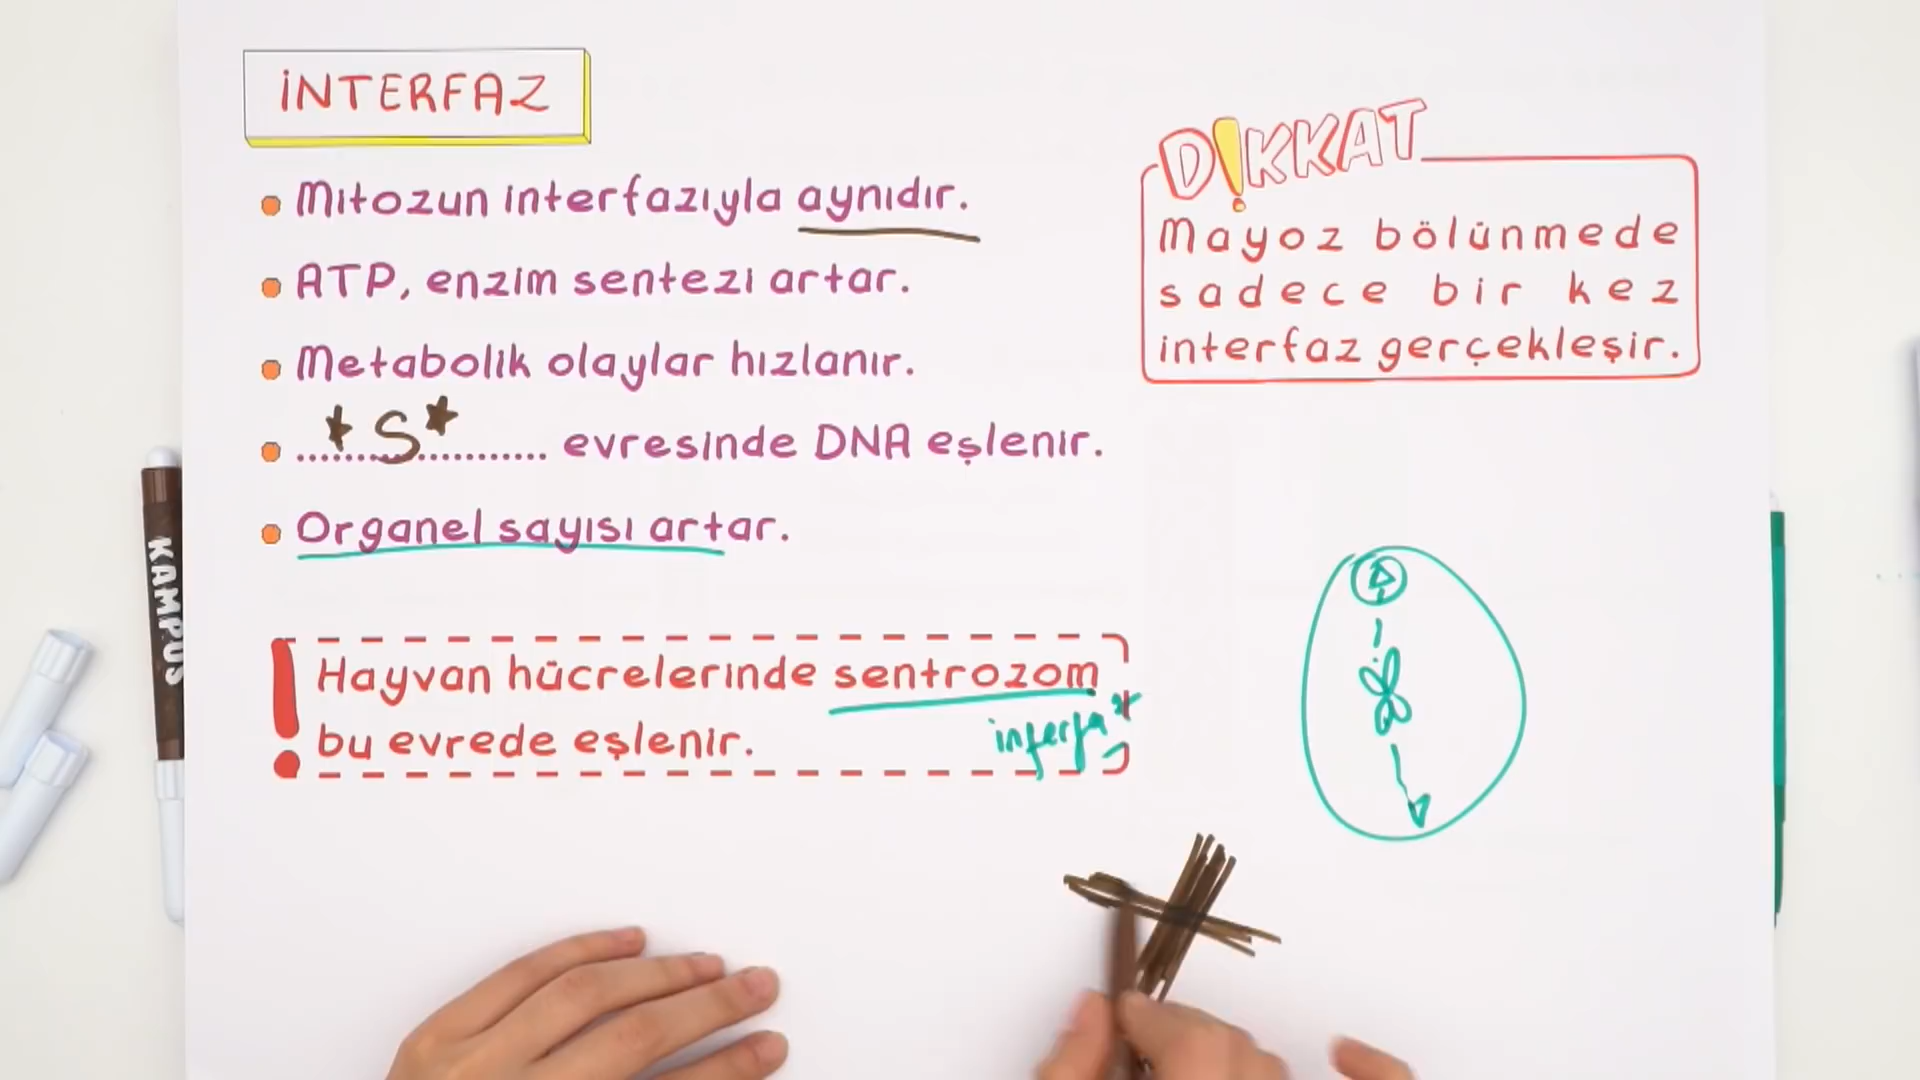 İNTERFAZ
Mitozun interfazıyla aynıdır.
ATP, enzim sentezi artar.
Metabolik olaylar hızlanır.
.......S........... evresinde DNA eşlenir.
Organel sayısı artar.
Hayvan hücrelerinde sentrozom
bu evrede eşlenir.
interfaz
DİKKAT
Mayoz bölünmede
sadece bir kez
interfaz gerçekleşir.
KAMPÜS